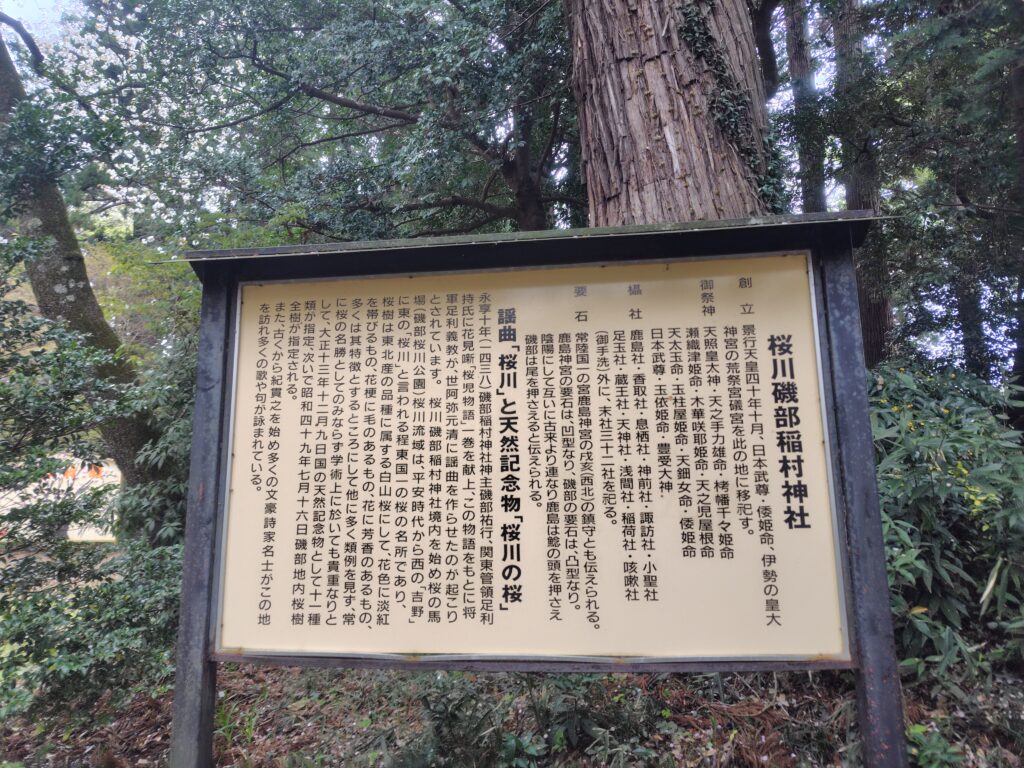 桜川磯部稲村神社
創立 景行天皇四十年十月、日本武尊・倭姫命、伊勢の皇大
神宮の荒祭宮礒宮を此の地に移祀す。
御祭神 天照皇太神・天之手力雄命・栲幡千々姫命
瀬織津姫命・木華咲耶姫命・天之児屋根命
天太玉命・玉柱屋姫命・天鈿女命・倭姫命
日本武尊・玉依姫命・豊受大神・
橿社 鹿島社・香取社・息栖社・神前社・諏訪社・小聖社
足玉社・蔵王社・天神社・浅間社・稲荷社・咳嗽社
(御手洗)外に、末社三十二社を祀る。
要石 常陸国一の宮鹿島神宮の戌亥西北の鎮守とも伝えられる。
鹿島神宮の要石は、凹型なり、磯部の要石は、凸型なり。
陰陽にして互いに古来より連なり鹿島は鯰の頭を押さえ
磯部は尾を押さえると伝えられる。
謡曲「桜川」と天然記念物「桜川の桜」
永享十年(一四三八)磯部稲村神社神主磯部祐行、関東管領足利
持氏に花見噺・桜児物語一巻を献上、この物語をもとに将
軍足利義教が、世阿弥元清に謡曲を作らせたのが起こり
とされています。 桜川磯部稲村神社境内を始め桜の馬
場(磯部桜川公園)桜川流域は、平安時代から西の「吉野」
に東の「桜川」と言われる程東国一の桜の名所であり、
桜樹は東北産の品種に属する白山桜にして、花色に淡紅
を帯びるもの、花梗に毛のあるもの、花に芳香のあるもの、
多くは其特徴とするところにして他に多く類例を見ず、常
に桜の名勝としてのみならず学術上に於いても貴重なりと
して、大正十三年十二月九日国の天然記念物として十一種
類が指定、次いで昭和四十九年七月十六日磯部地内桜樹
全樹が指定される。
また、古くから紀貫之を始め多くの文豪詩家名士がこの地
を訪れ多くの歌や句が詠まれている。